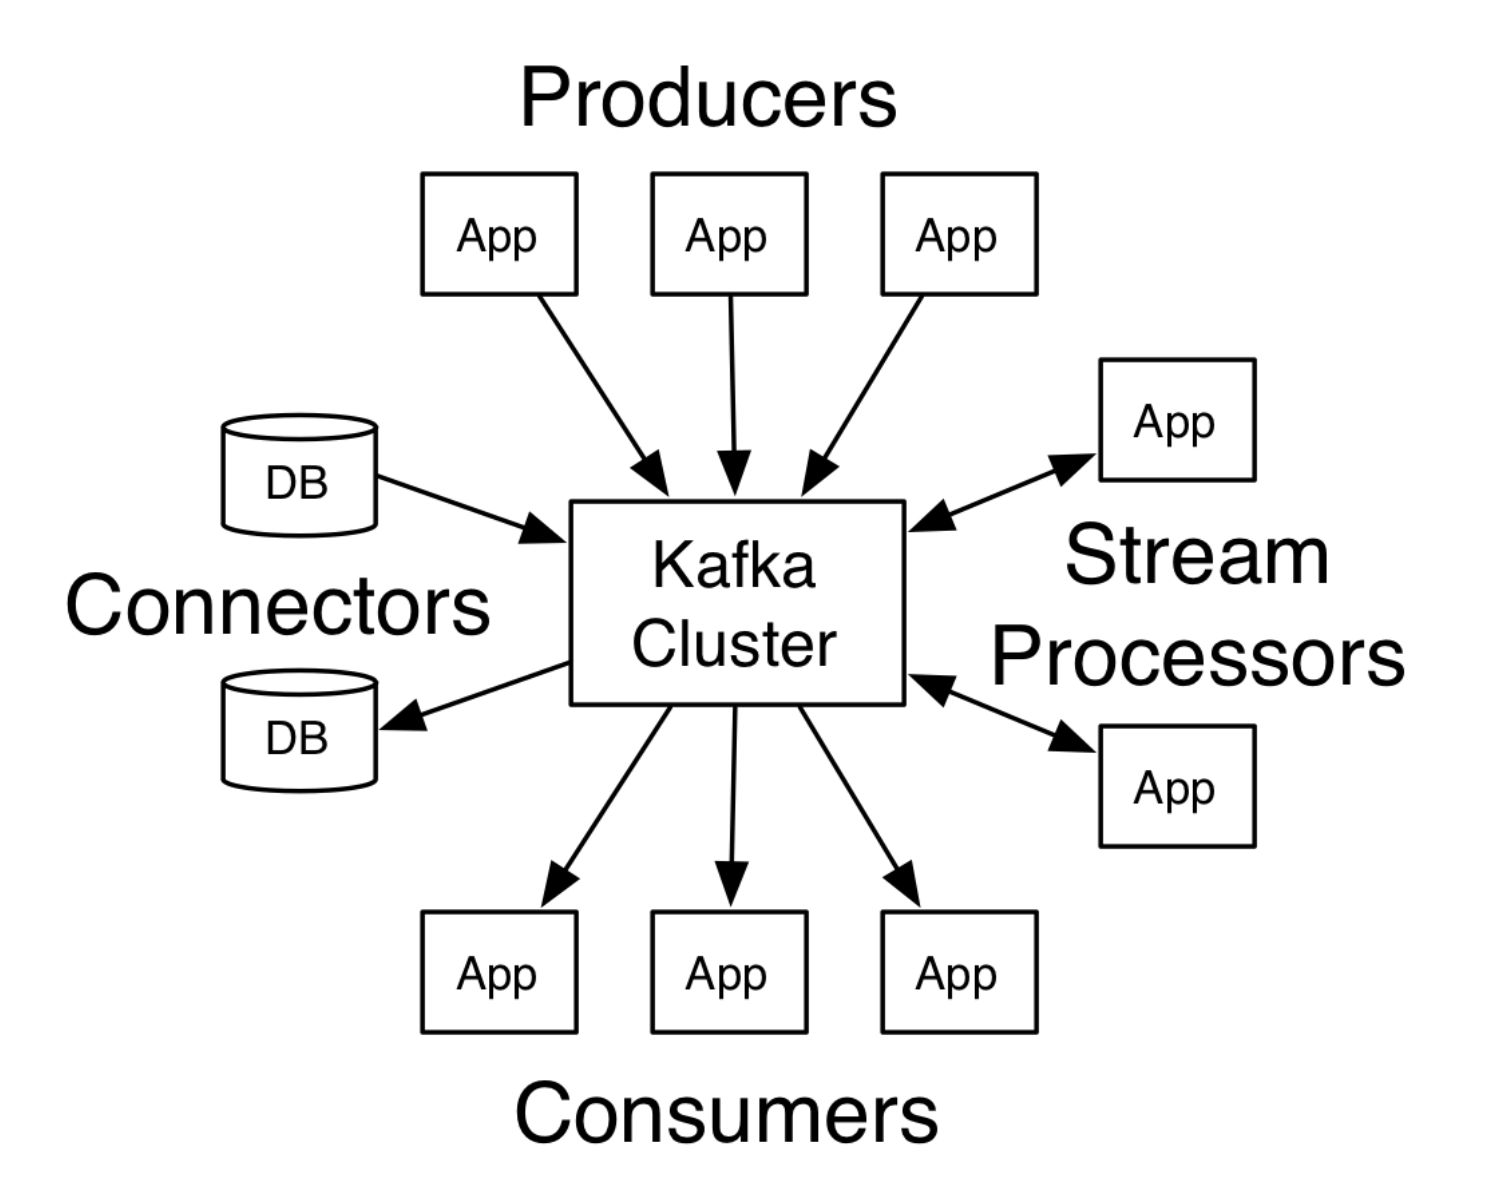 Producers
App App App
App
DB
Kafka
Cluster
Connectors
Stream
Processors
DB
App
App App App
Consumers